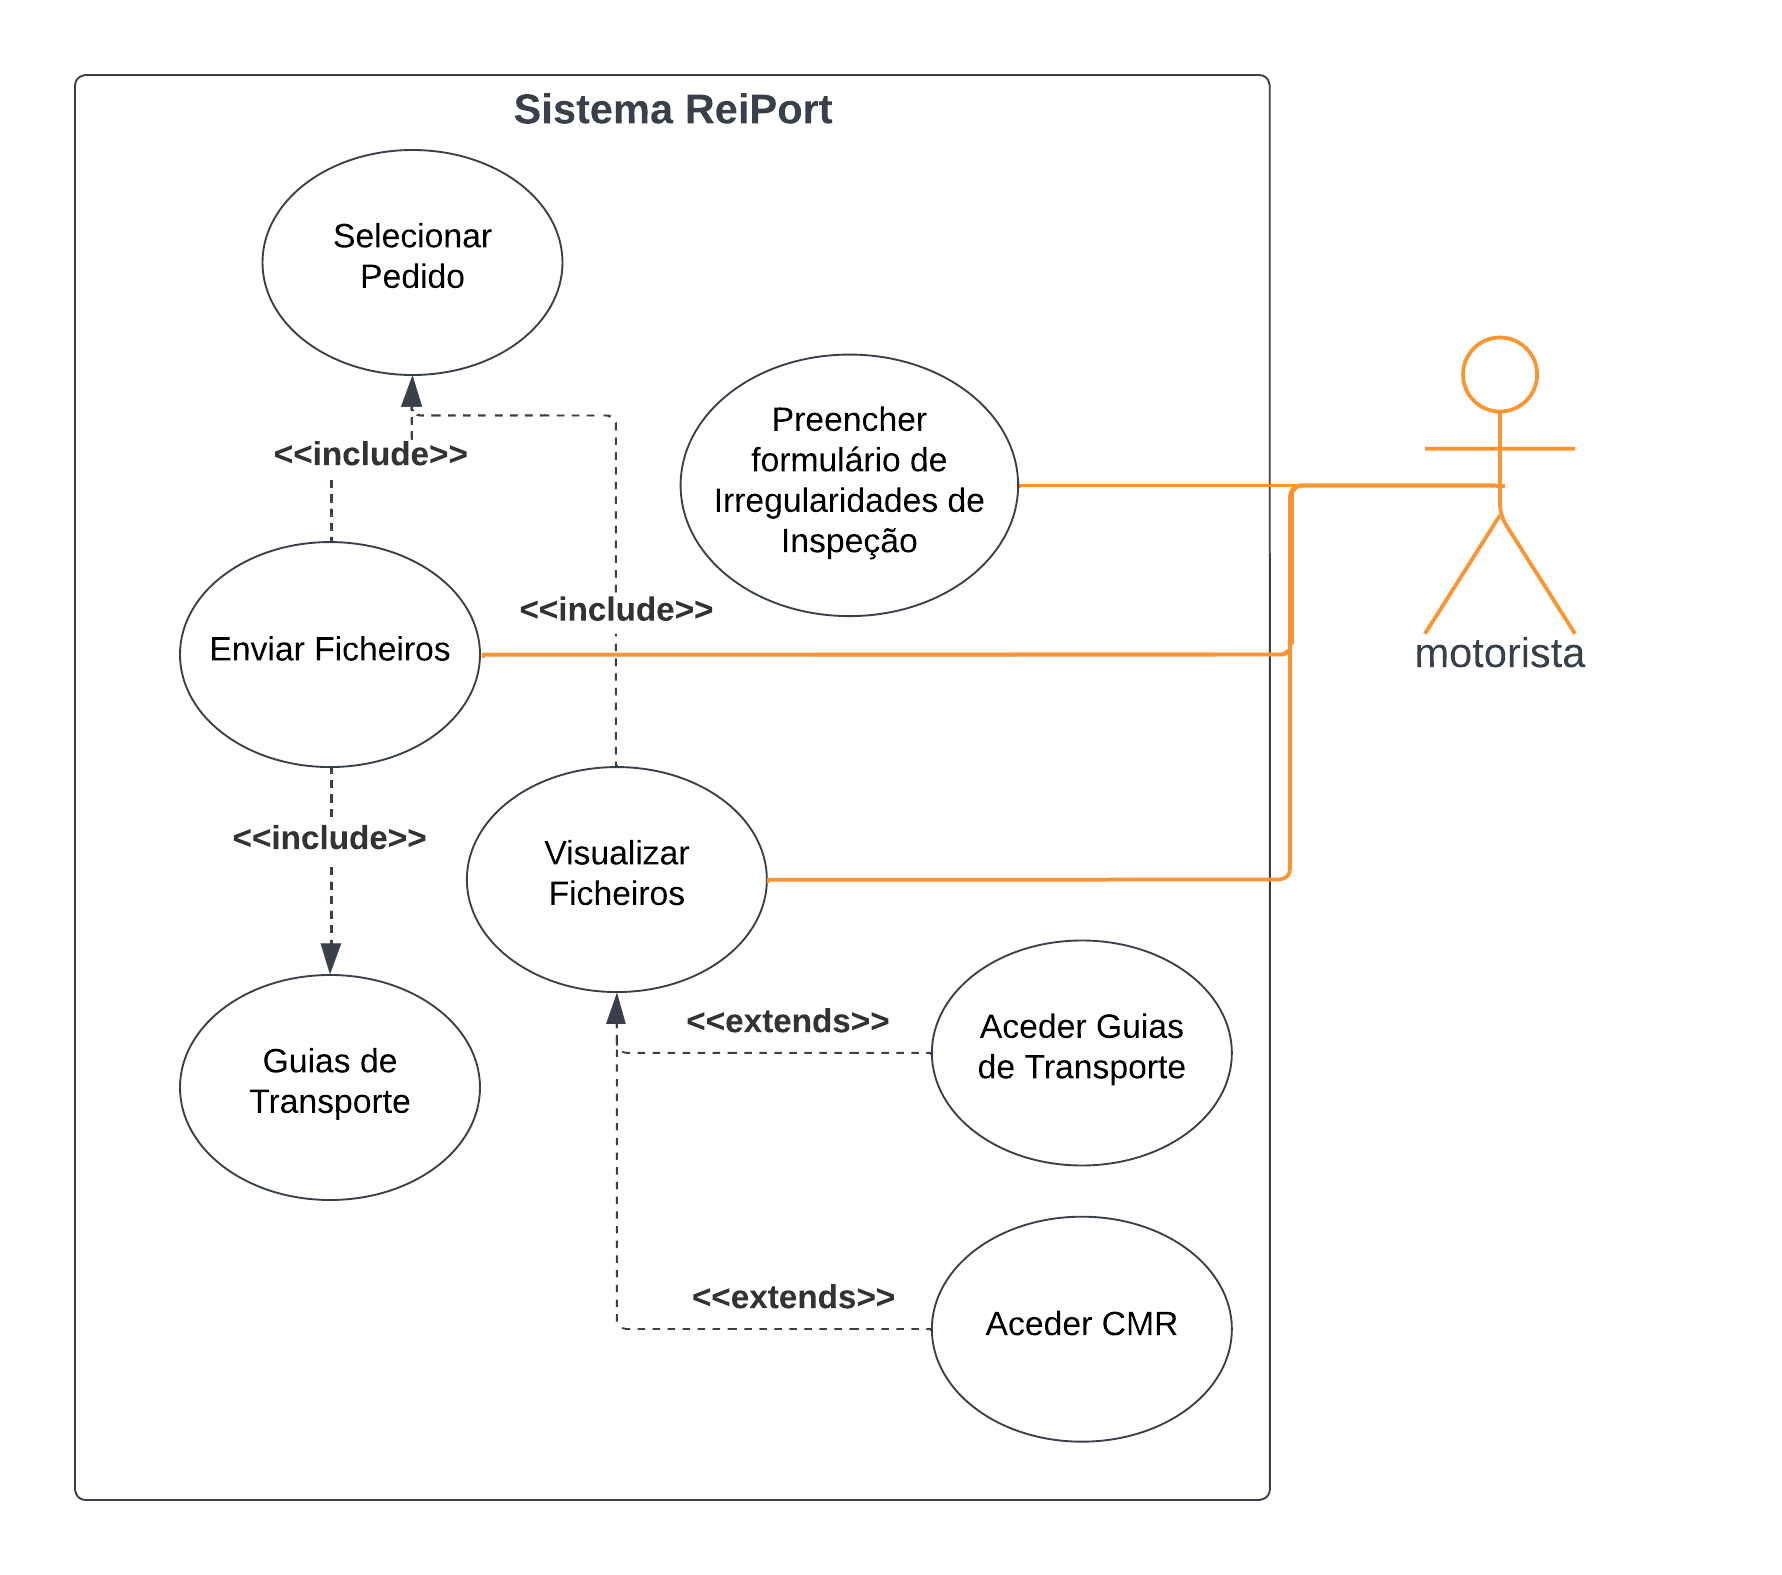 Sistema ReiPort
Selecionar
Pedido
Preencher
formulário de
Irregularidades de
Inspeção
<<include>>
<<include>>
Enviar Ficheiros
motorista
<<include>>
Visualizar
Ficheiros
<<extends>>
Aceder Guias
de Transporte
Guias de
Transporte
<<extends>>
Aceder CMR